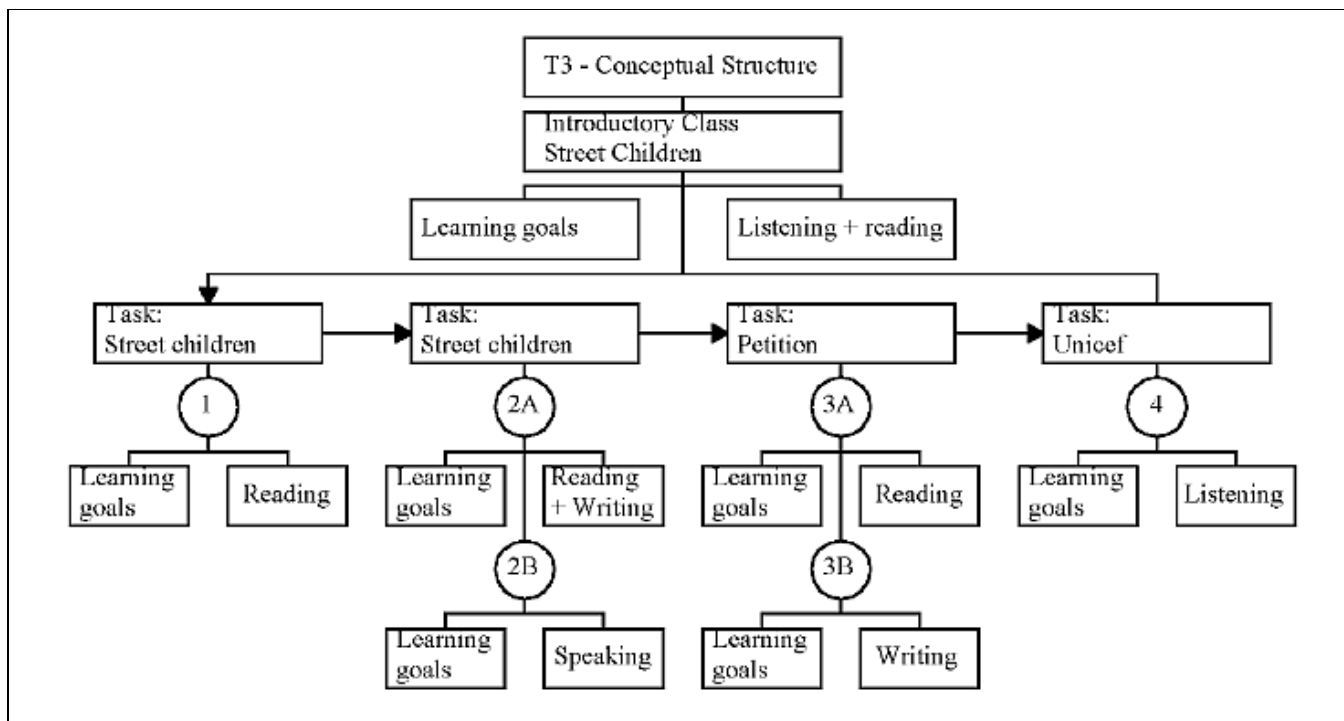 T3 - Conceptual Structure
Introductory Class
Street Children
Learning goals
Listening + reading
Task:
Street children
Task:
Street children
Task:
Petition
Task:
Unicef
1
2A
3A
4
Learning
goals
Reading
Learning
goals
Reading
+ Writing
Learning
goals
Reading
Learning
goals
Listening
2B
3B
Learning
goals
Speaking
Learning
goals
Writing